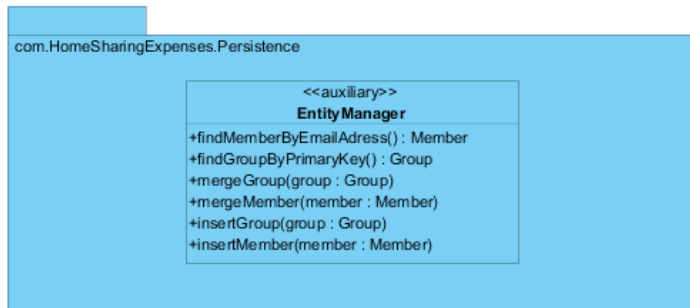 com.HomeSharingExpenses.Persistence
<<auxiliary>>
EntityManager
+findMemberByEmailAdress() : Member
+findGroupByPrimaryKey() : Group
+mergeGroup(group : Group)
+mergeMember(member : Member)
+insertGroup(group : Group)
+insertMember(member : Member)